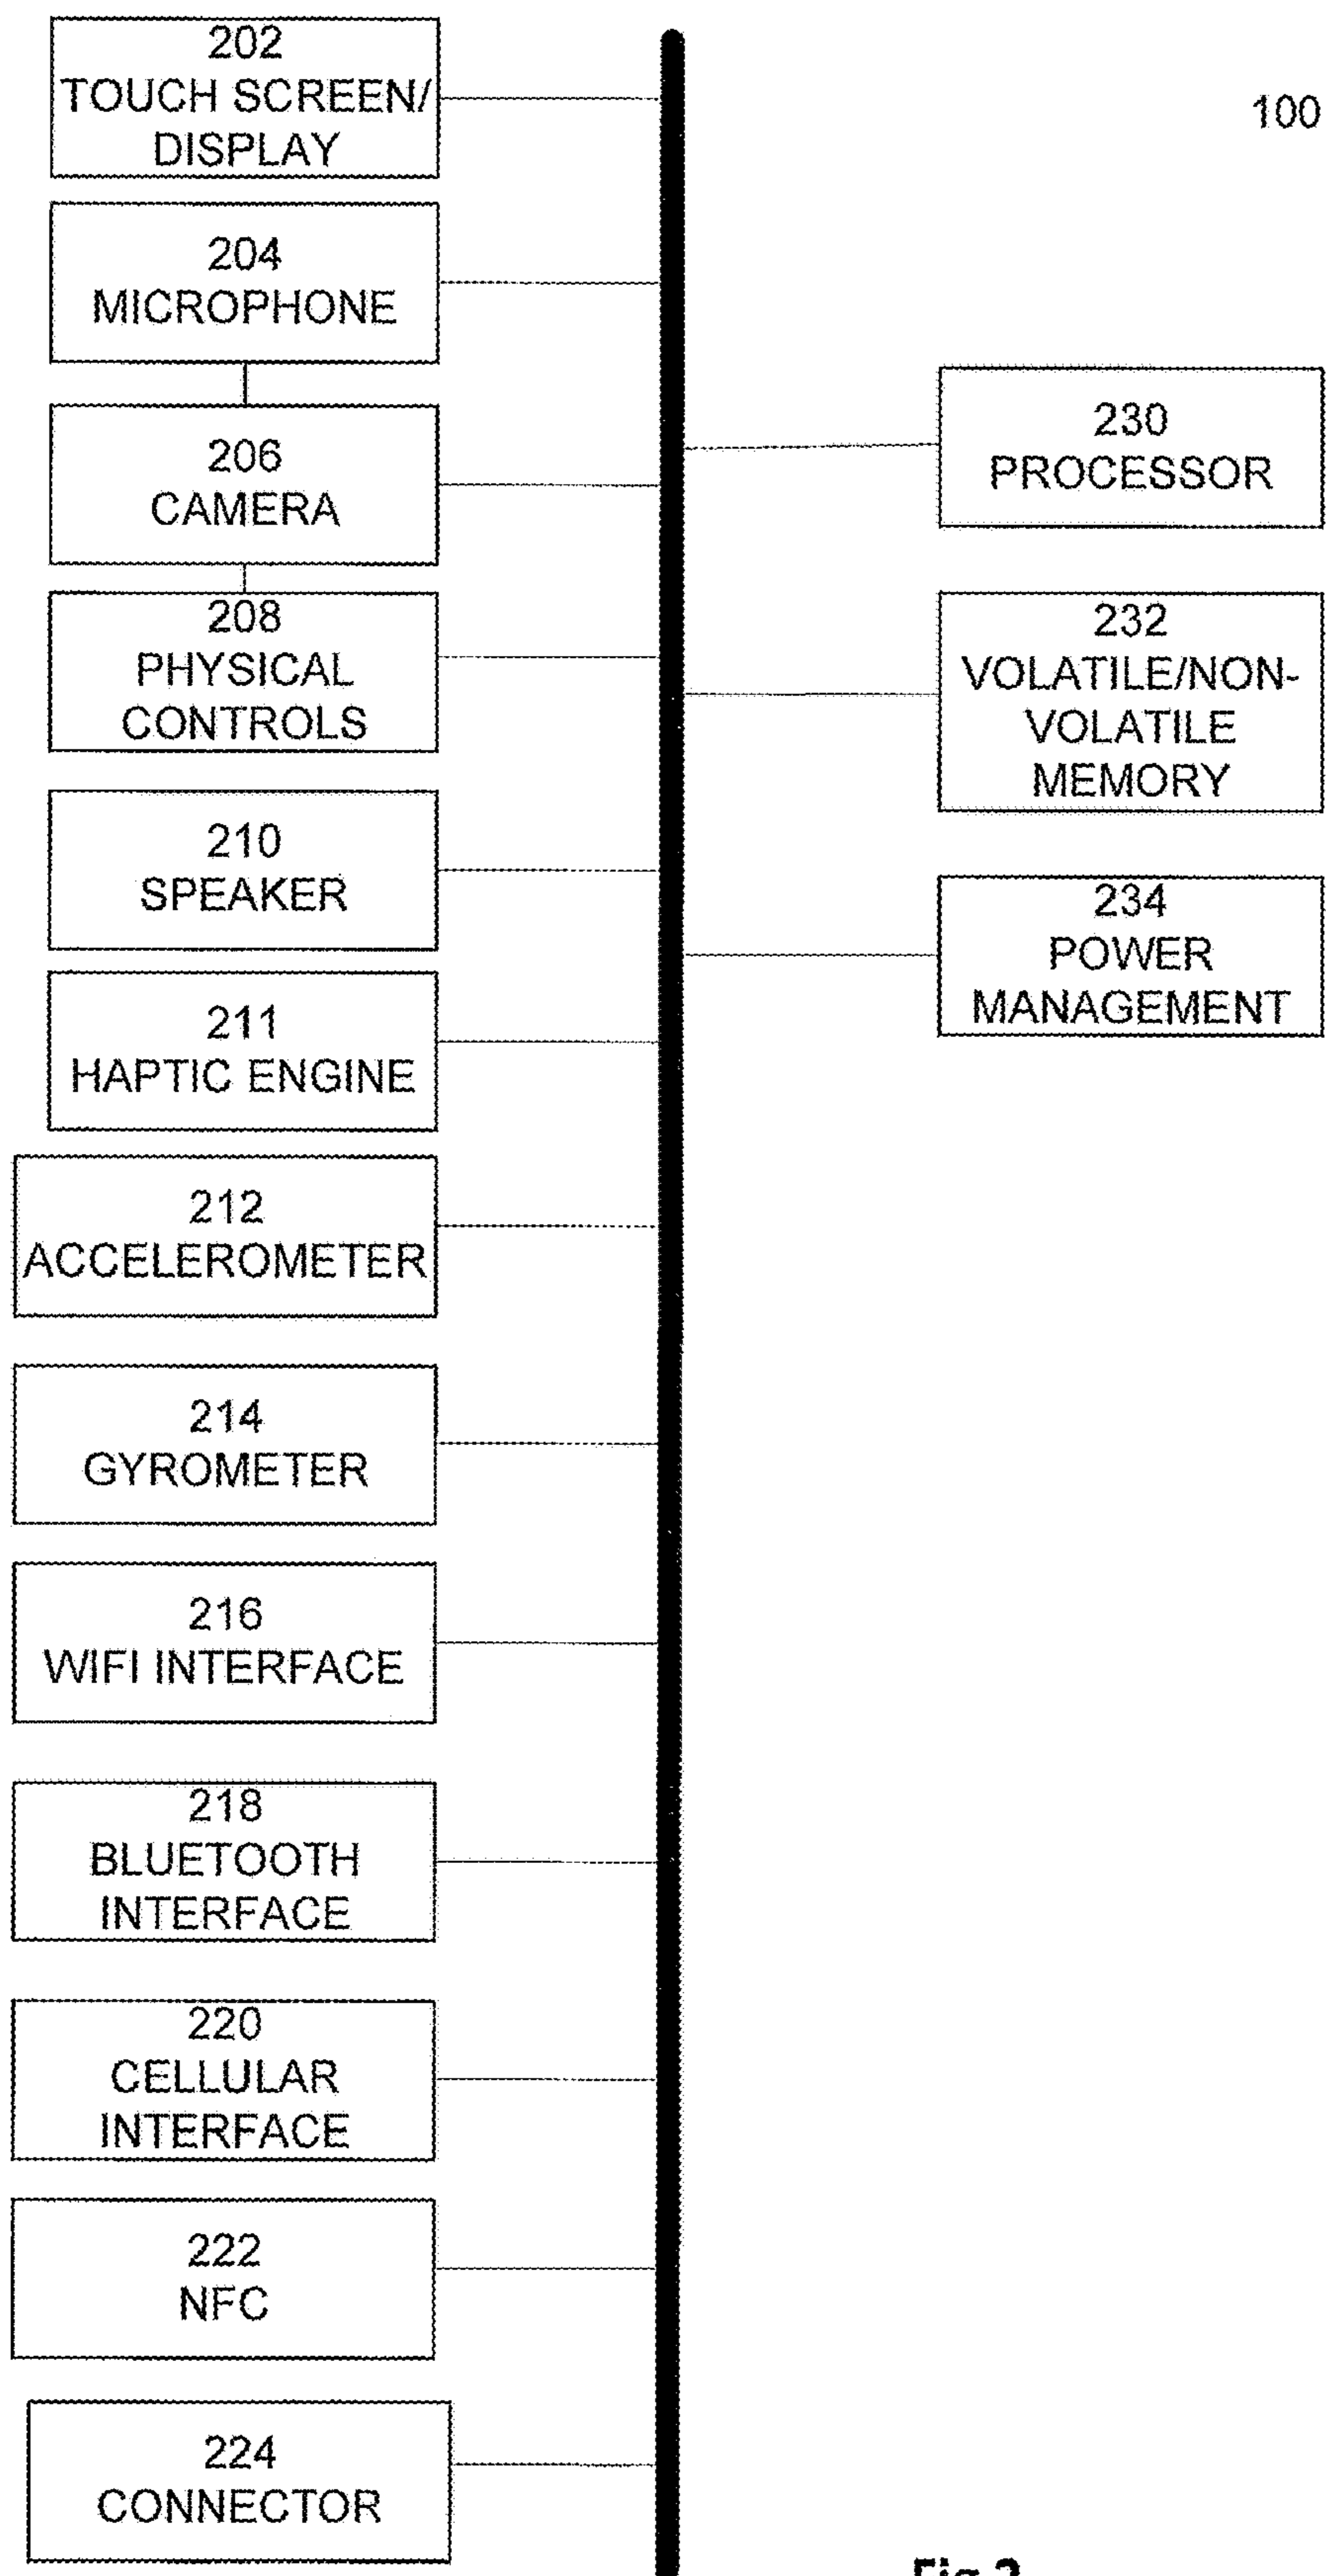 202
TOUCH SCREEN/
DISPLAY
100
204
MICROPHONE
206
CAMERA
230
PROCESSOR
208
PHYSICAL
CONTROLS
232
VOLATILE/NON-
VOLATILE
MEMORY
210
SPEAKER
234
POWER
MANAGEMENT
211
HAPTIC ENGINE
212
ACCELEROMETER
214
GYROMETER
216
WIFI INTERFACE
218
BLUETOOTH
INTERFACE
220
CELLULAR
INTERFACE
222
NFC
224
CONNECTOR